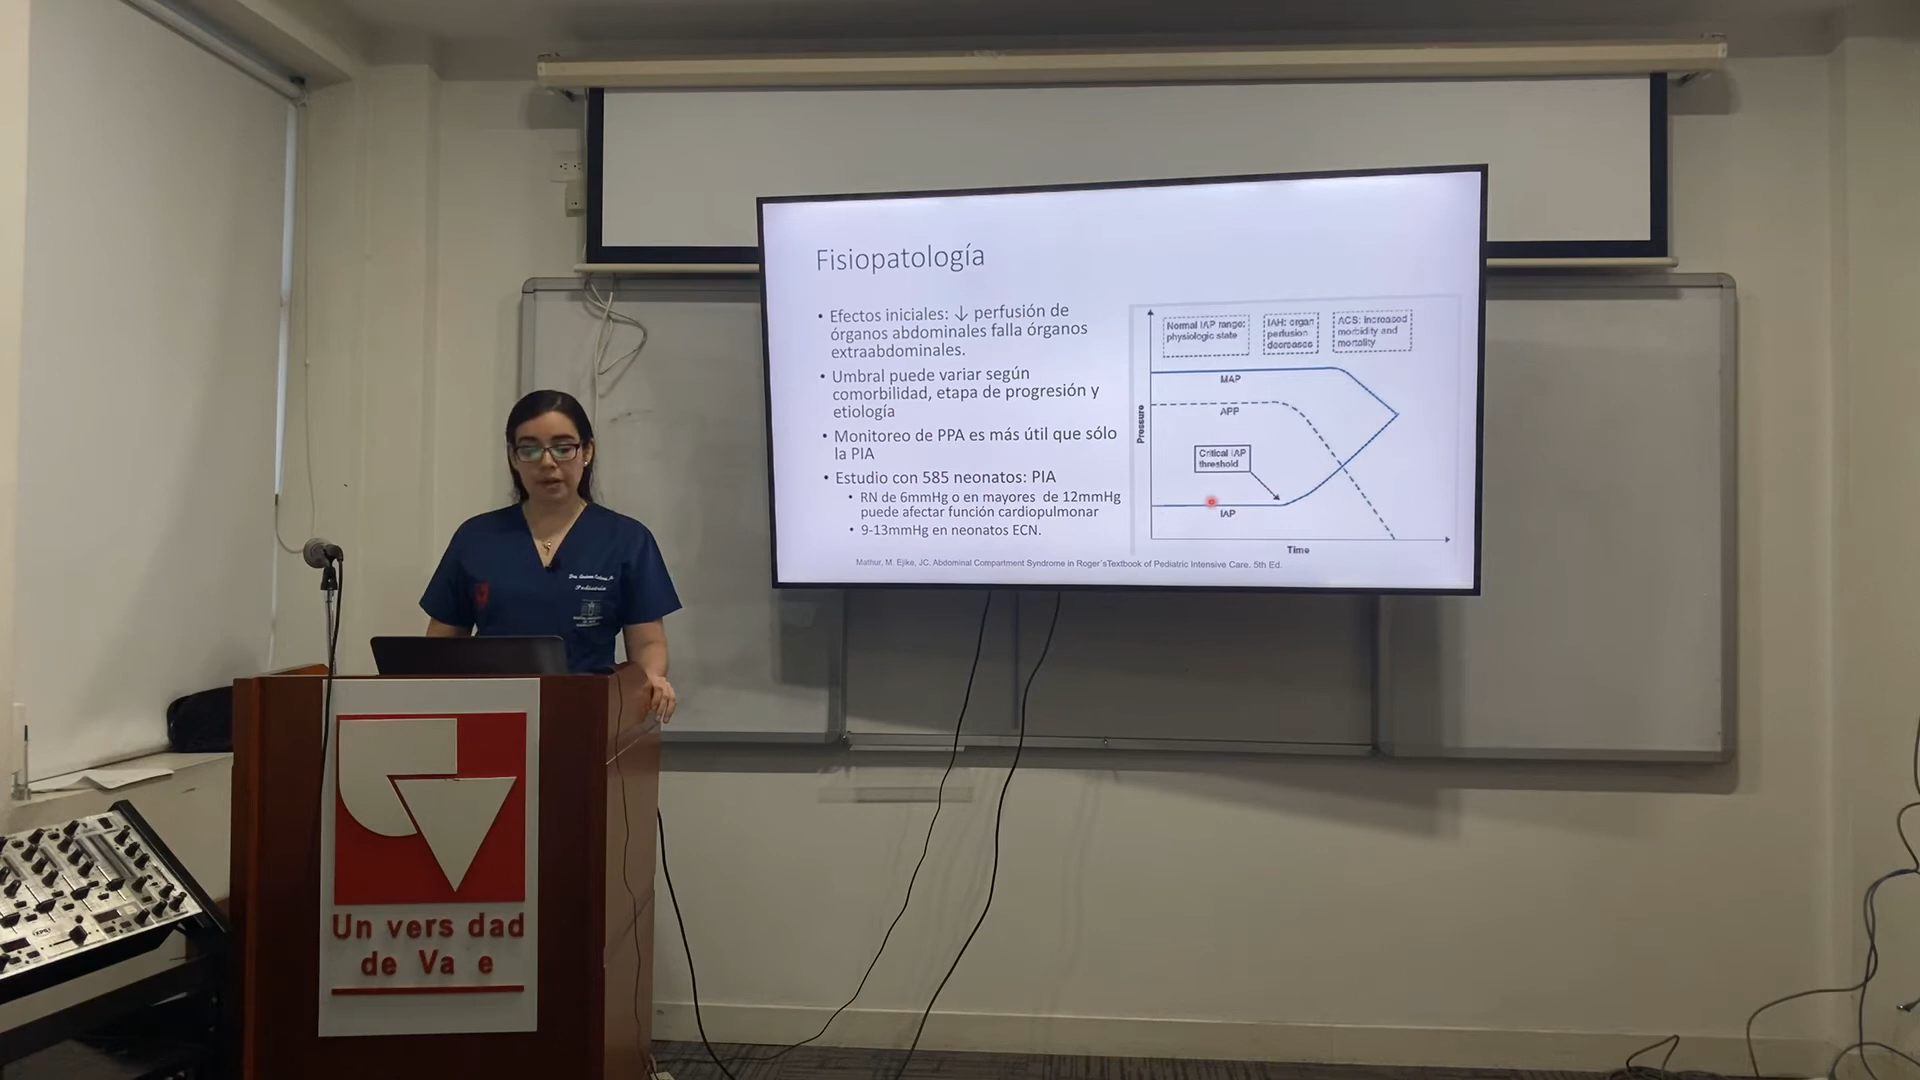 Fisiopatología
• Efectos iniciales: ↓ perfusión de
órganos abdominales falla órganos
extraabdominales.
• Umbral puede variar según
comorbilidad, etapa de progresión y
etiología
• Monitoreo de PPA es más útil que sólo
la PIA
• Estudio con 585 neonatos: PIA
• RN de 6mmHg o en mayores de 12mmHg
puede afectar función cardiopulmonar
• 9-13mmHg en neonatos ECN.
Normal IAP range:
physiologic state
IAH: organ
perfusion
decreases
ACS: Increased
morbidity and
mortality
MAP
APP
Critical IAP
threshold
IAP
Pressure
Time
Mathur, M. Ejike, JC. Abdominal Compartment Syndrome in Roger´sTextbook of Pediatric Intensive Care. 5th Ed.
Pediatría
Un vers dad
de Va e